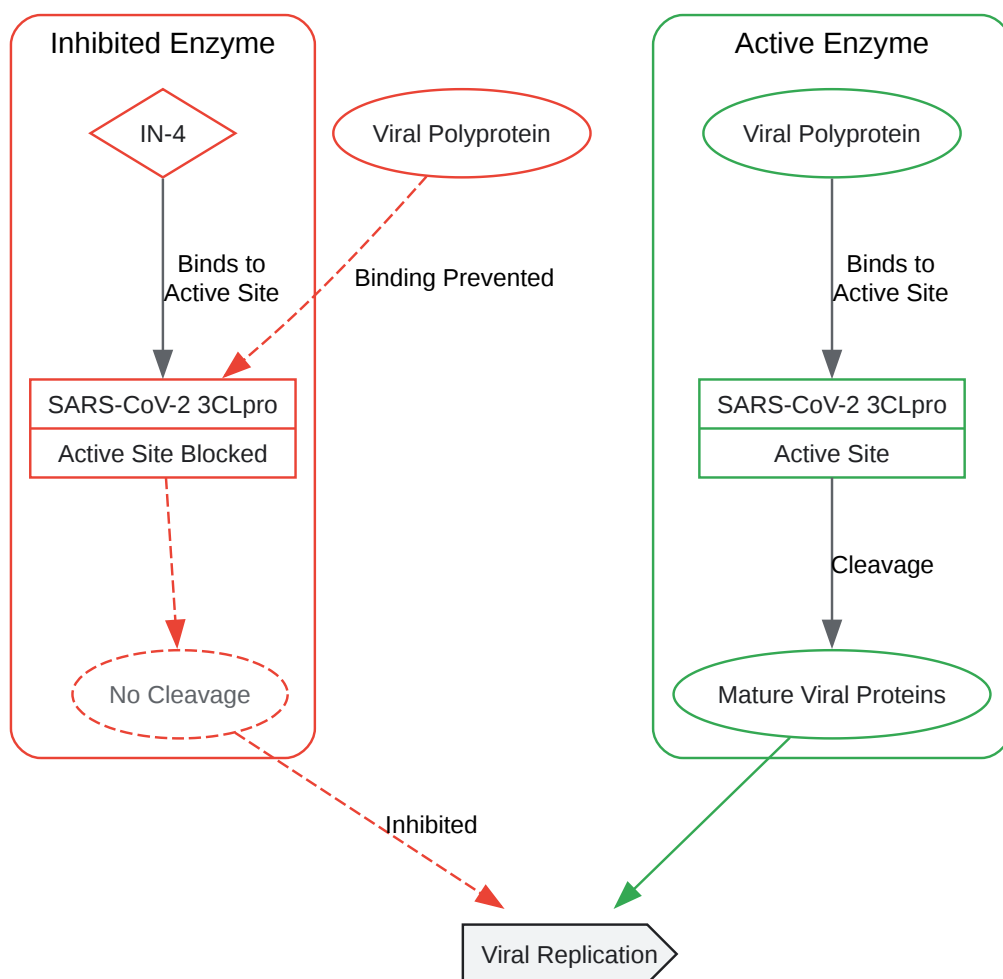 Inhibited Enzyme
Active Enzyme
IN-4
Viral Polyprotein
Viral Polyprotein
Binds to
Active Site
Binding Prevented
Binds to
Active Site
SARS-CoV-2 3CLpro
Active Site Blocked
SARS-CoV-2 3CLpro
Active Site
Cleavage
No Cleavage
Mature Viral Proteins
Inhibited
Viral Replication